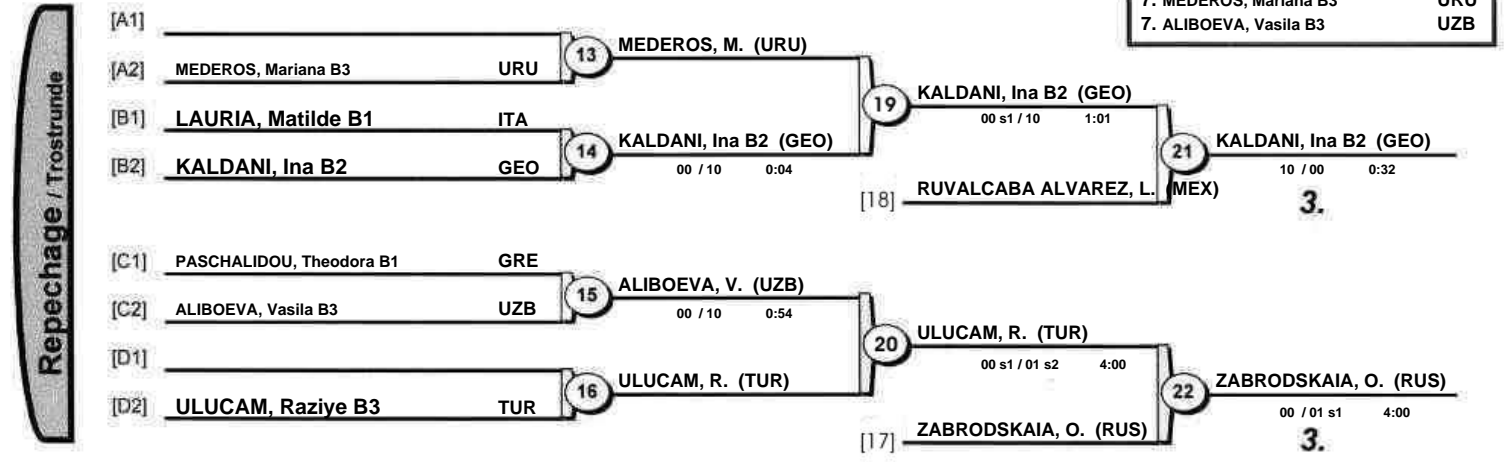 7. MEDEROS, Mariana B3 URU
7. ALIBOEVA, Vasila B3 UZB
Repechage / Trostrunde
[A1]
[A2] MEDEROS, Mariana B3 URU
13 MEDEROS, M. (URU)
[B1] LAURIA, Matilde B1 ITA
[B2] KALDANI, Ina B2 GEO
14 KALDANI, Ina B2 (GEO)
00 / 10 0:04
19 KALDANI, Ina B2 (GEO)
00 s1 / 10 1:01
[18] RUVALCABA ALVAREZ, L. (MEX)
21 KALDANI, Ina B2 (GEO)
10 / 00 0:32
3.
[C1] PASCHALIDOU, Theodora B1 GRE
[C2] ALIBOEVA, Vasila B3 UZB
15 ALIBOEVA, V. (UZB)
00 / 10 0:54
[D1]
[D2] ULUCAM, Raziye B3 TUR
16 ULUCAM, R. (TUR)
20 ULUCAM, R. (TUR)
00 s1 / 01 s2 4:00
[17] ZABRODSKAIA, O. (RUS)
22 ZABRODSKAIA, O. (RUS)
00 / 01 s1 4:00
3.